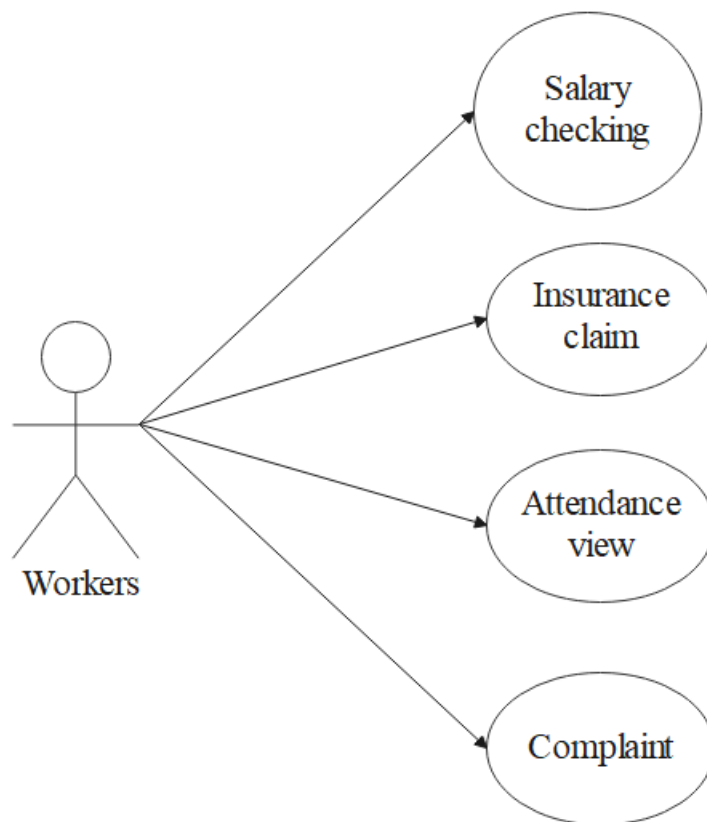 Salary
checking
Insurance
claim
Attendance
view
Workers
Complaint